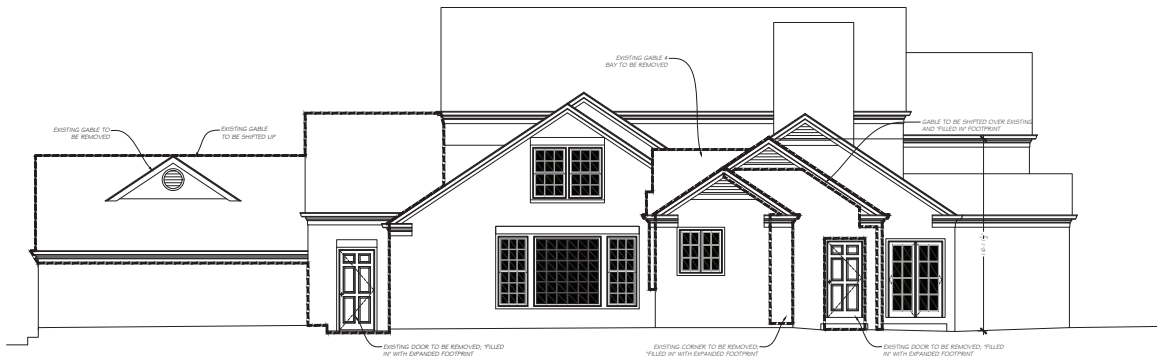 EXISTING GABLE &
BAY TO BE REMOVED
EXISTING GABLE TO
BE REMOVED
EXISTING GABLE
TO BE SHIFTED UP
GABLE TO BE SHIFTED OVER EXISTING
AND "FILLED IN" FOOTPRINT
EXISTING DOOR TO BE REMOVED; "FILLED
IN" WITH EXPANDED FOOTPRINT
EXISTING CORNER TO BE REMOVED;
"FILLED IN" WITH EXPANDED FOOTPRINT
EXISTING DOOR TO BE REMOVED; "FILLED
IN" WITH EXPANDED FOOTPRINT